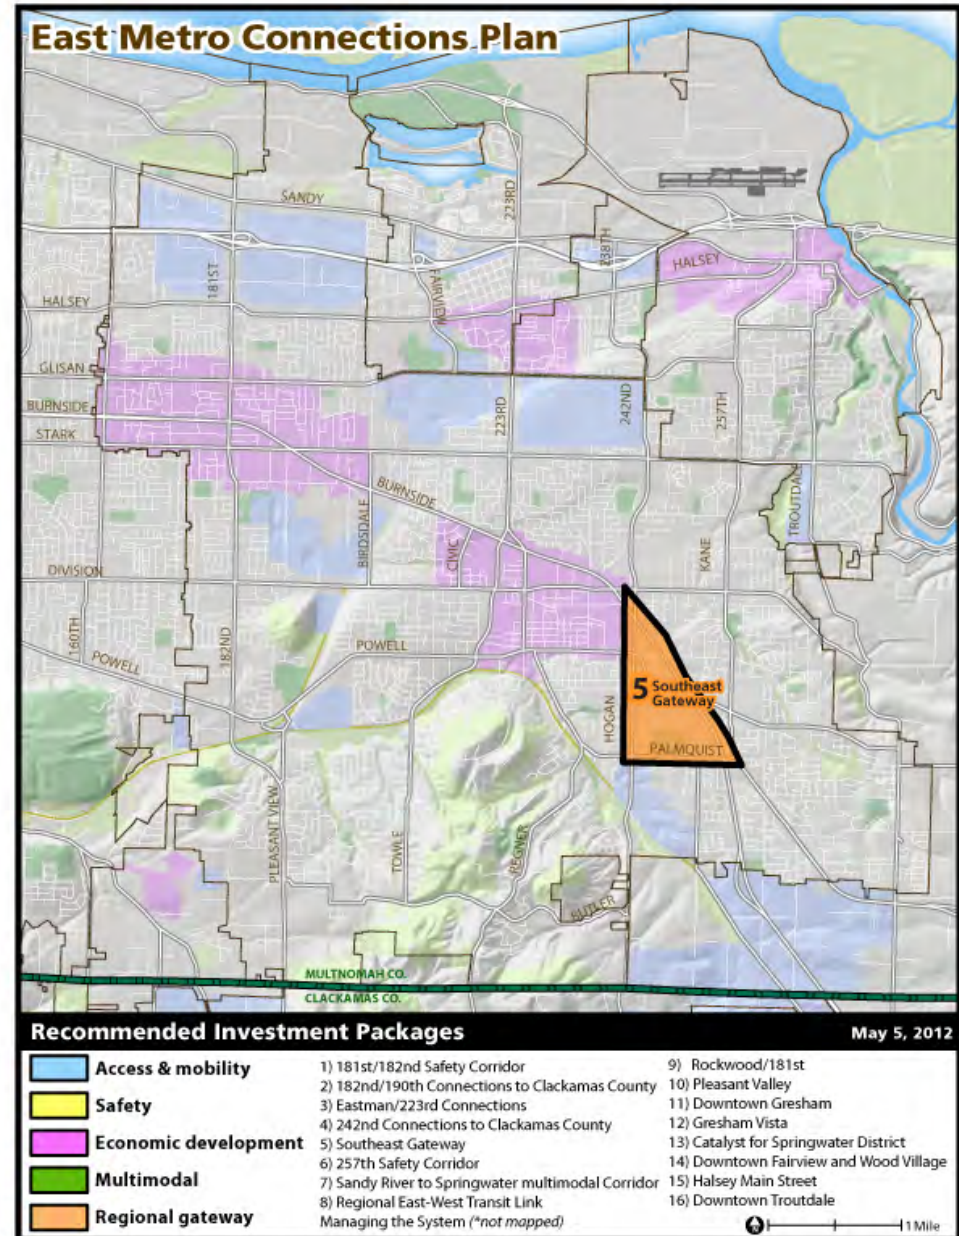 East Metro Connections Plan
SANDY
223RD
181ST
238TH
HALSEY
FAIRVIEW
HALSEY
GLISAN
BURNSIDE
STARK
223RD
242ND
257TH
BURNSIDE
BIRDSDALE
CIVIC
KANE
TROUTDALE
DIVISION
160TH
182ND
POWELL
POWELL
HOGAN
5 Southeast
Gateway
PALMQUIST
PLEASANT VIEW
TOWLE
REGNER
BUTLER
MULTNOMAH CO.
CLACKAMAS CO.
Recommended Investment Packages
May 5, 2012
Access & mobility
Safety
Economic development
Multimodal
Regional gateway
1) 181st/182nd Safety Corridor
2) 182nd/190th Connections to Clackamas County
3) Eastman/223rd Connections
4) 242nd Connections to Clackamas County
5) Southeast Gateway
6) 257th Safety Corridor
7) Sandy River to Springwater multimodal Corridor
8) Regional East-West Transit Link
Managing the System (*not mapped)
9) Rockwood/181st
10) Pleasant Valley
11) Downtown Gresham
12) Gresham Vista
13) Catalyst for Springwater District
14) Downtown Fairview and Wood Village
15) Halsey Main Street
16) Downtown Troutdale
1 Mile